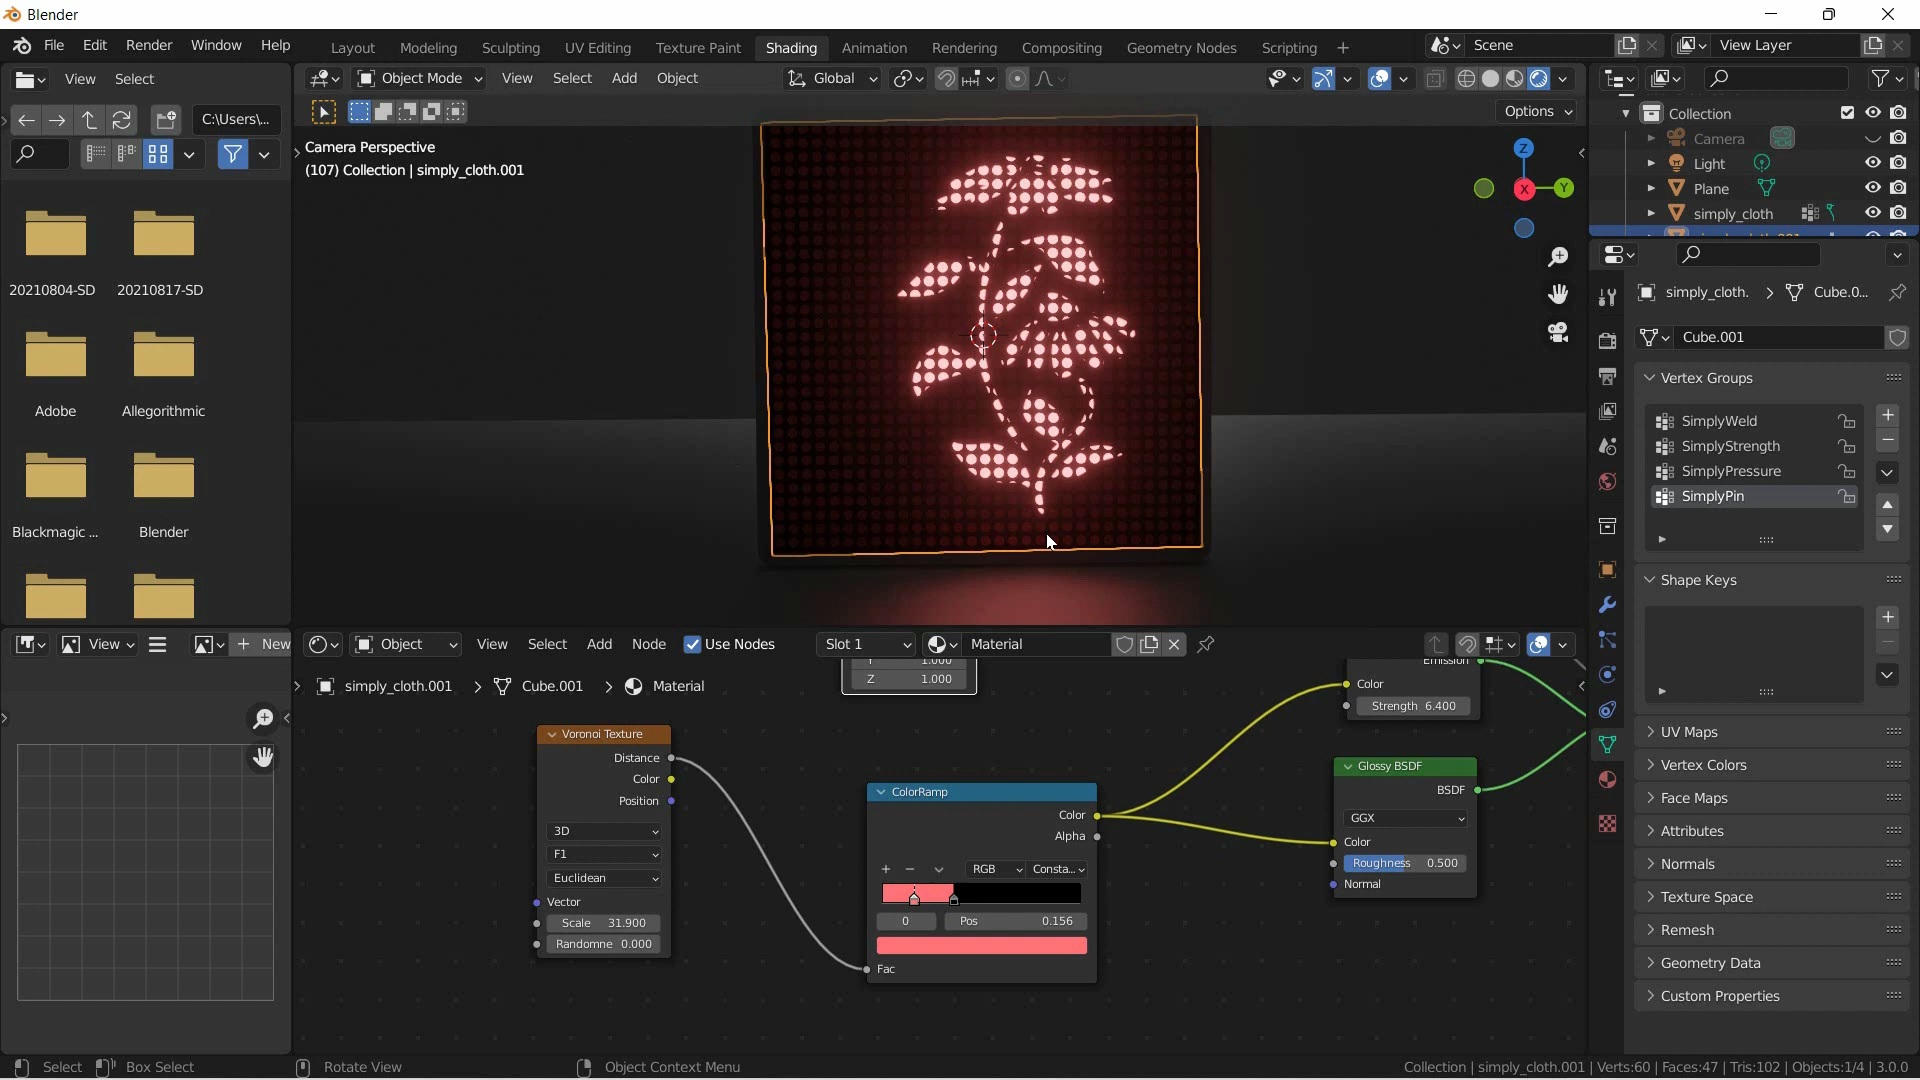 Blender
File Edit Render Window Help
Layout Modeling Sculpting UV Editing Texture Paint Shading Animation Rendering Compositing Geometry Nodes Scripting +
Scene
View Layer
View Select
Object Mode View Select Add Object
Global
C:\Users\...
Options
Camera Perspective
(107) Collection | simply_cloth.001
Z
X
Y
Collection
Camera
Light
Plane
simply_cloth
simply_cloth. > Cube.0...
Cube.001
Vertex Groups
SimplyWeld
SimplyStrength
SimplyPressure
SimplyPin
Shape Keys
UV Maps
Vertex Colors
Face Maps
Attributes
Normals
Texture Space
Remesh
Geometry Data
Custom Properties
20210804-SD 20210817-SD
Adobe Allegorithmic
Blackmagic ... Blender
View
+ New
Object View Select Add Node Use Nodes Slot 1 Material
simply_cloth.001 > Cube.001 > Material
Y 1.000
Z 1.000
Voronoi Texture
Distance
Color
Position
3D
F1
Euclidean
Vector
Scale 31.900
Randomne 0.000
ColorRamp
Color
Alpha
+ − RGB Consta...
0 Pos 0.156
Fac
Emission
Color
Strength 6.400
Glossy BSDF
BSDF
GGX
Color
Roughness 0.500
Normal
Select Box Select Rotate View Object Context Menu
Collection | simply_cloth.001 | Verts:60 | Faces:47 | Tris:102 | Objects:1/4 | 3.0.0